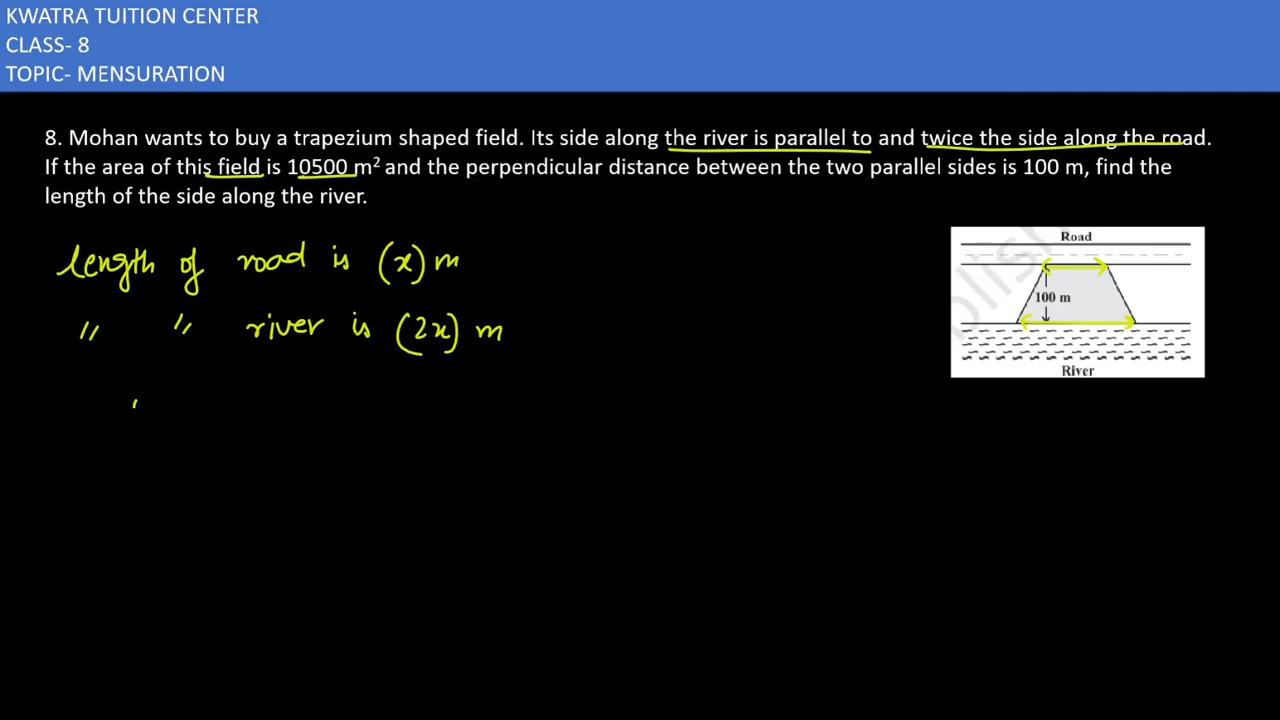 KWATRA TUITION CENTER
CLASS- 8
TOPIC- MENSURATION
8. Mohan wants to buy a trapezium shaped field. Its side along the river is parallel to and twice the side along the road.
If the area of this field is 10500 m² and the perpendicular distance between the two parallel sides is 100 m, find the
length of the side along the river.
length of road is (x) m
" " river is (2x) m
Road
100 m
River